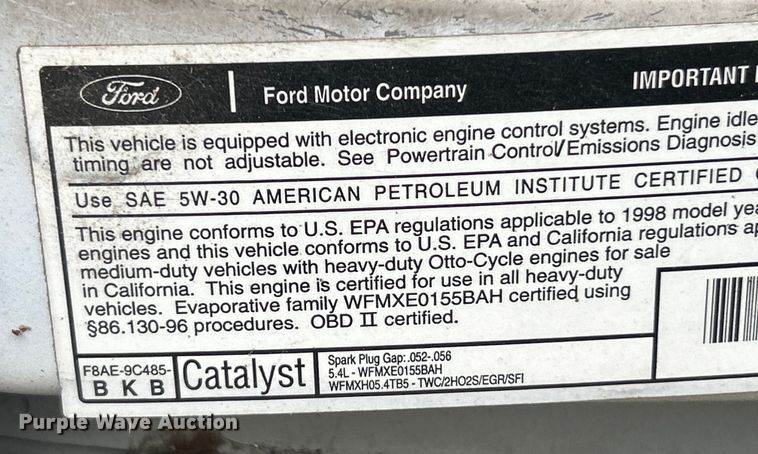 Ford
Ford Motor Company
IMPORTANT
This vehicle is equipped with electronic engine control systems. Engine idle
timing are not adjustable. See Powertrain Control/Emissions Diagnosis
Use SAE 5W-30 AMERICAN PETROLEUM INSTITUTE CERTIFIED
This engine conforms to U.S. EPA regulations applicable to 1998 model
engines and this vehicle conforms to U.S. EPA and California regulations
medium-duty vehicles with heavy-duty Otto-Cycle engines for sale
in California. This engine is certified for use in all heavy-duty
vehicles. Evaporative family WFMXE0155BAH certified using
§86.130-96 procedures. OBD II certified.
F8AE-9C485-
B K B
Catalyst
Spark Plug Gap: .052-.056
5.4L - WFMXE0155BAH
WFMXH05.4TB5 - TWC/2HO2S/EGR/SFI
Purple Wave Auction